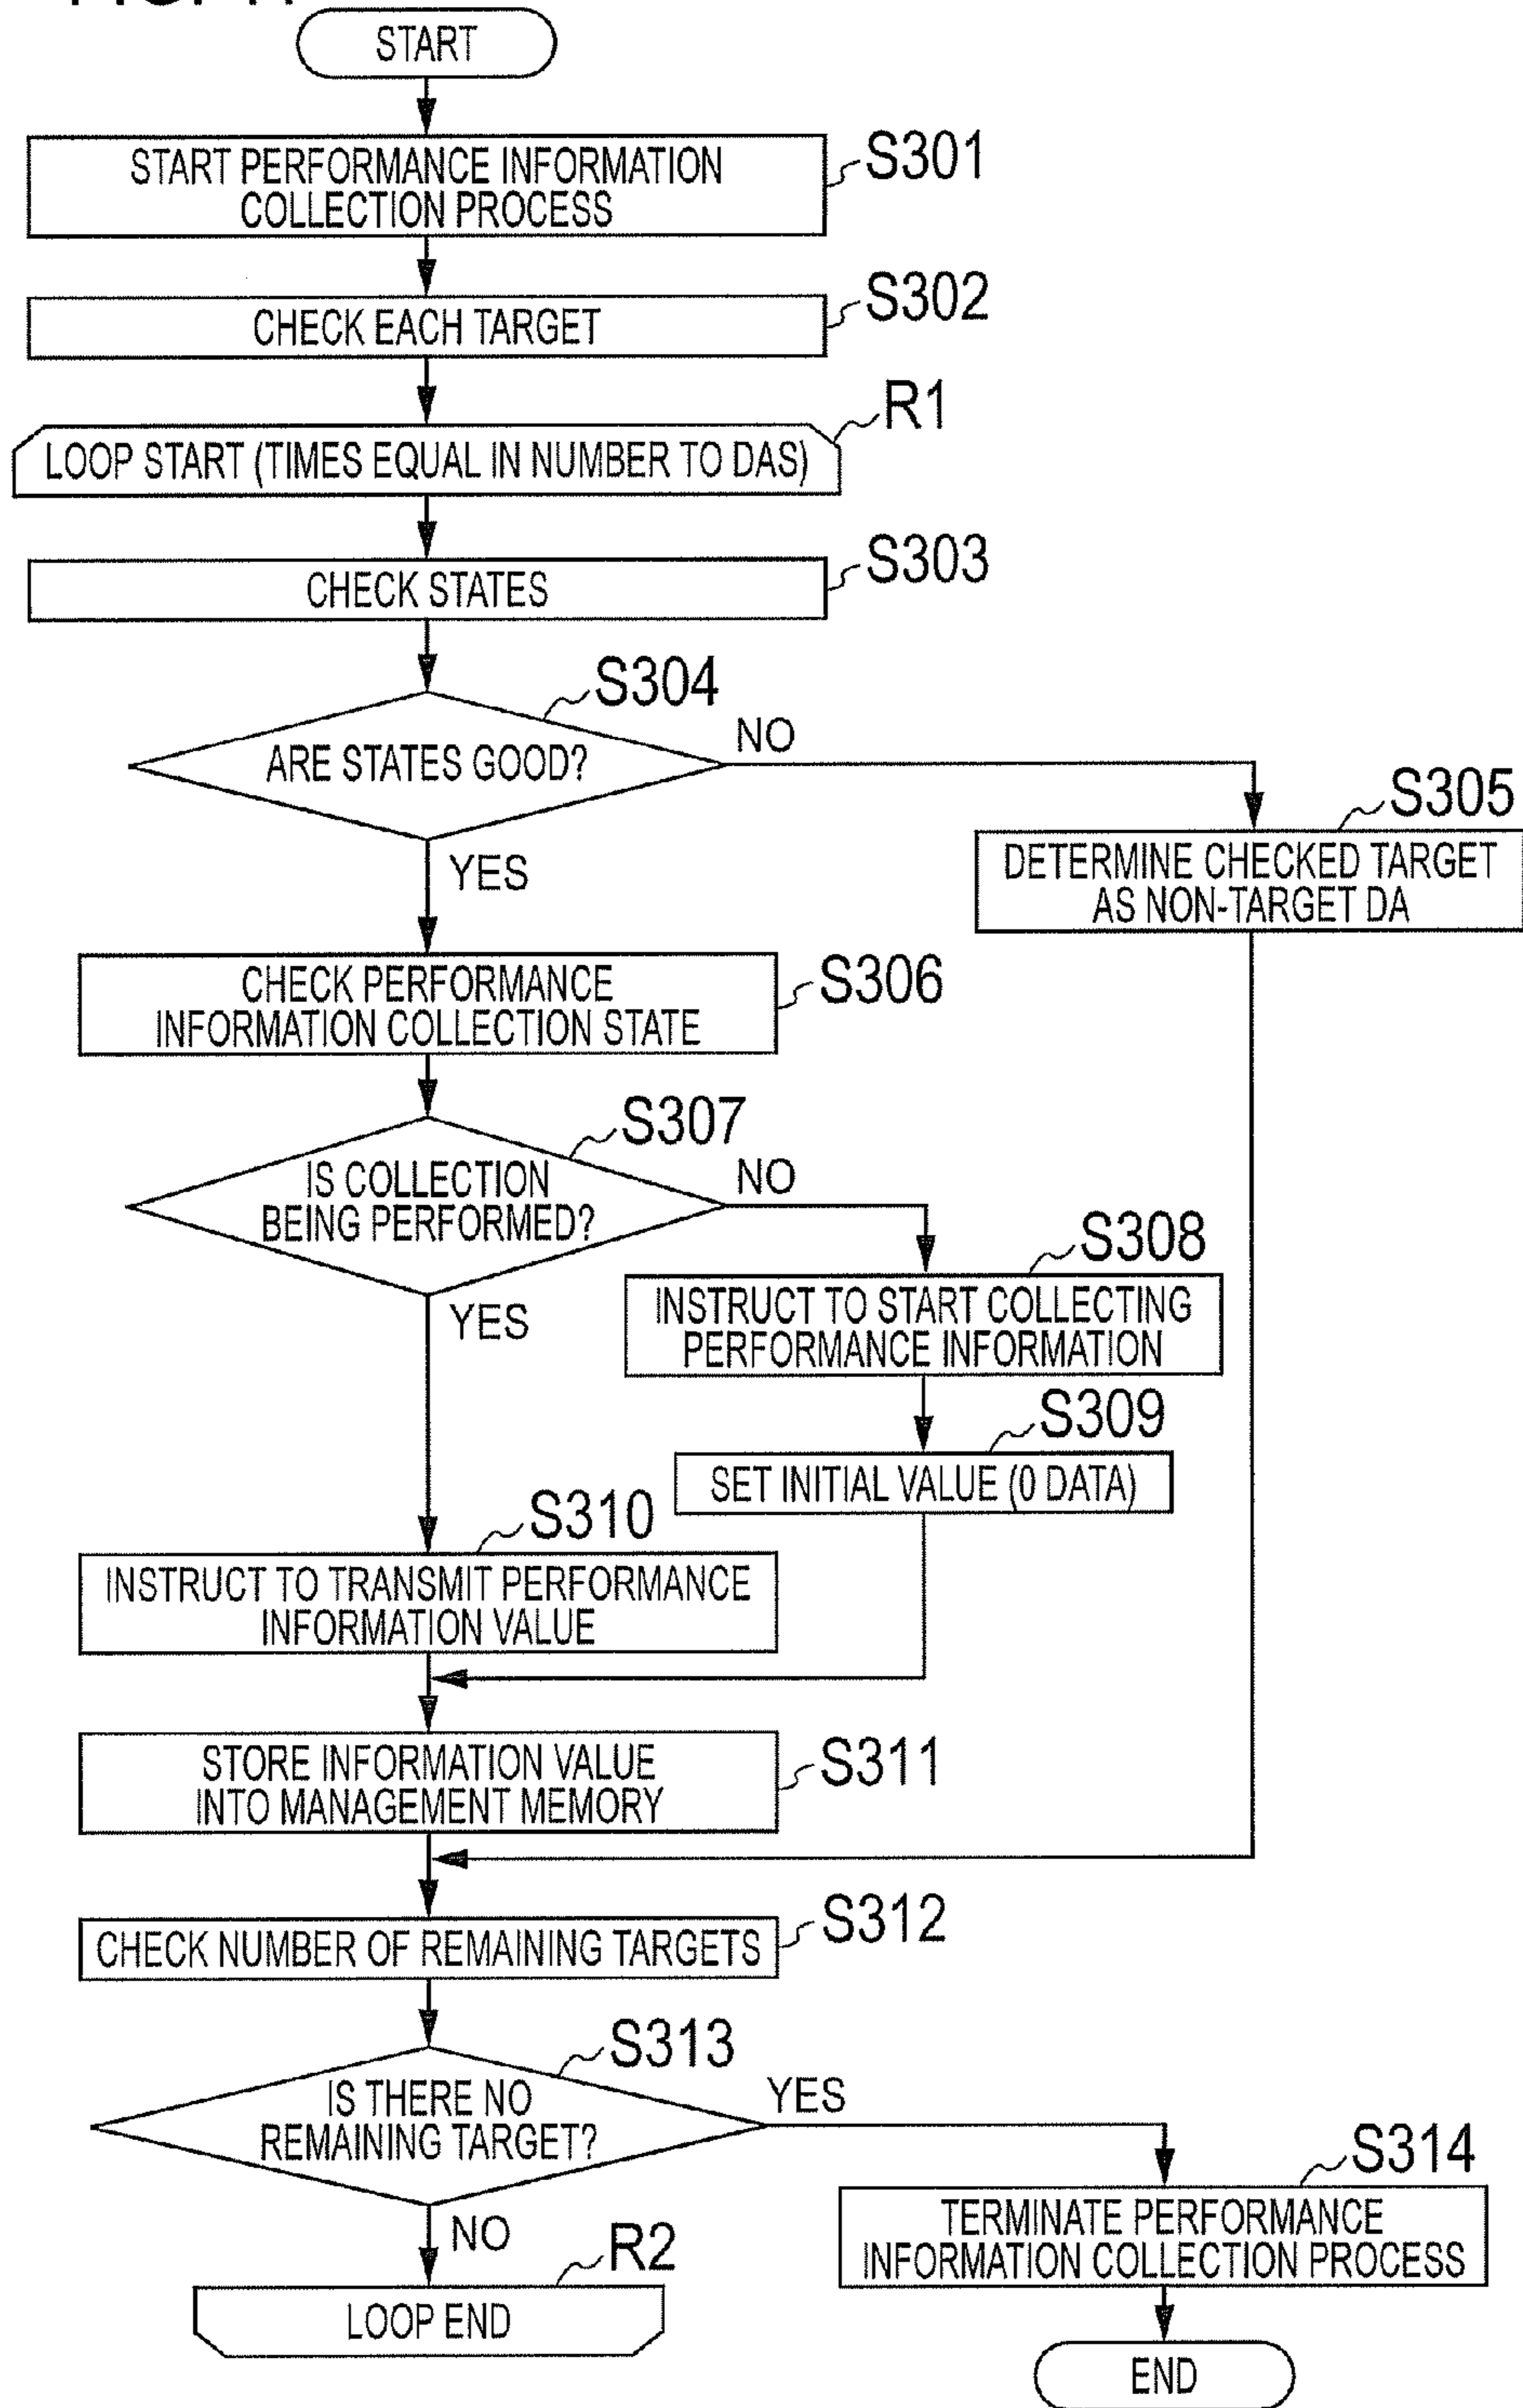 START
START PERFORMANCE INFORMATION
COLLECTION PROCESS
S301
CHECK EACH TARGET
S302
R1
LOOP START (TIMES EQUAL IN NUMBER TO DAS)
CHECK STATES
S303
S304
ARE STATES GOOD?
NO
YES
S305
DETERMINE CHECKED TARGET
AS NON-TARGET DA
CHECK PERFORMANCE
INFORMATION COLLECTION STATE
S306
S307
IS COLLECTION
BEING PERFORMED?
NO
YES
S308
INSTRUCT TO START COLLECTING
PERFORMANCE INFORMATION
S309
SET INITIAL VALUE (0 DATA)
S310
INSTRUCT TO TRANSMIT PERFORMANCE
INFORMATION VALUE
STORE INFORMATION VALUE
INTO MANAGEMENT MEMORY
S311
CHECK NUMBER OF REMAINING TARGETS
S312
S313
IS THERE NO
REMAINING TARGET?
YES
NO
S314
TERMINATE PERFORMANCE
INFORMATION COLLECTION PROCESS
R2
LOOP END
END